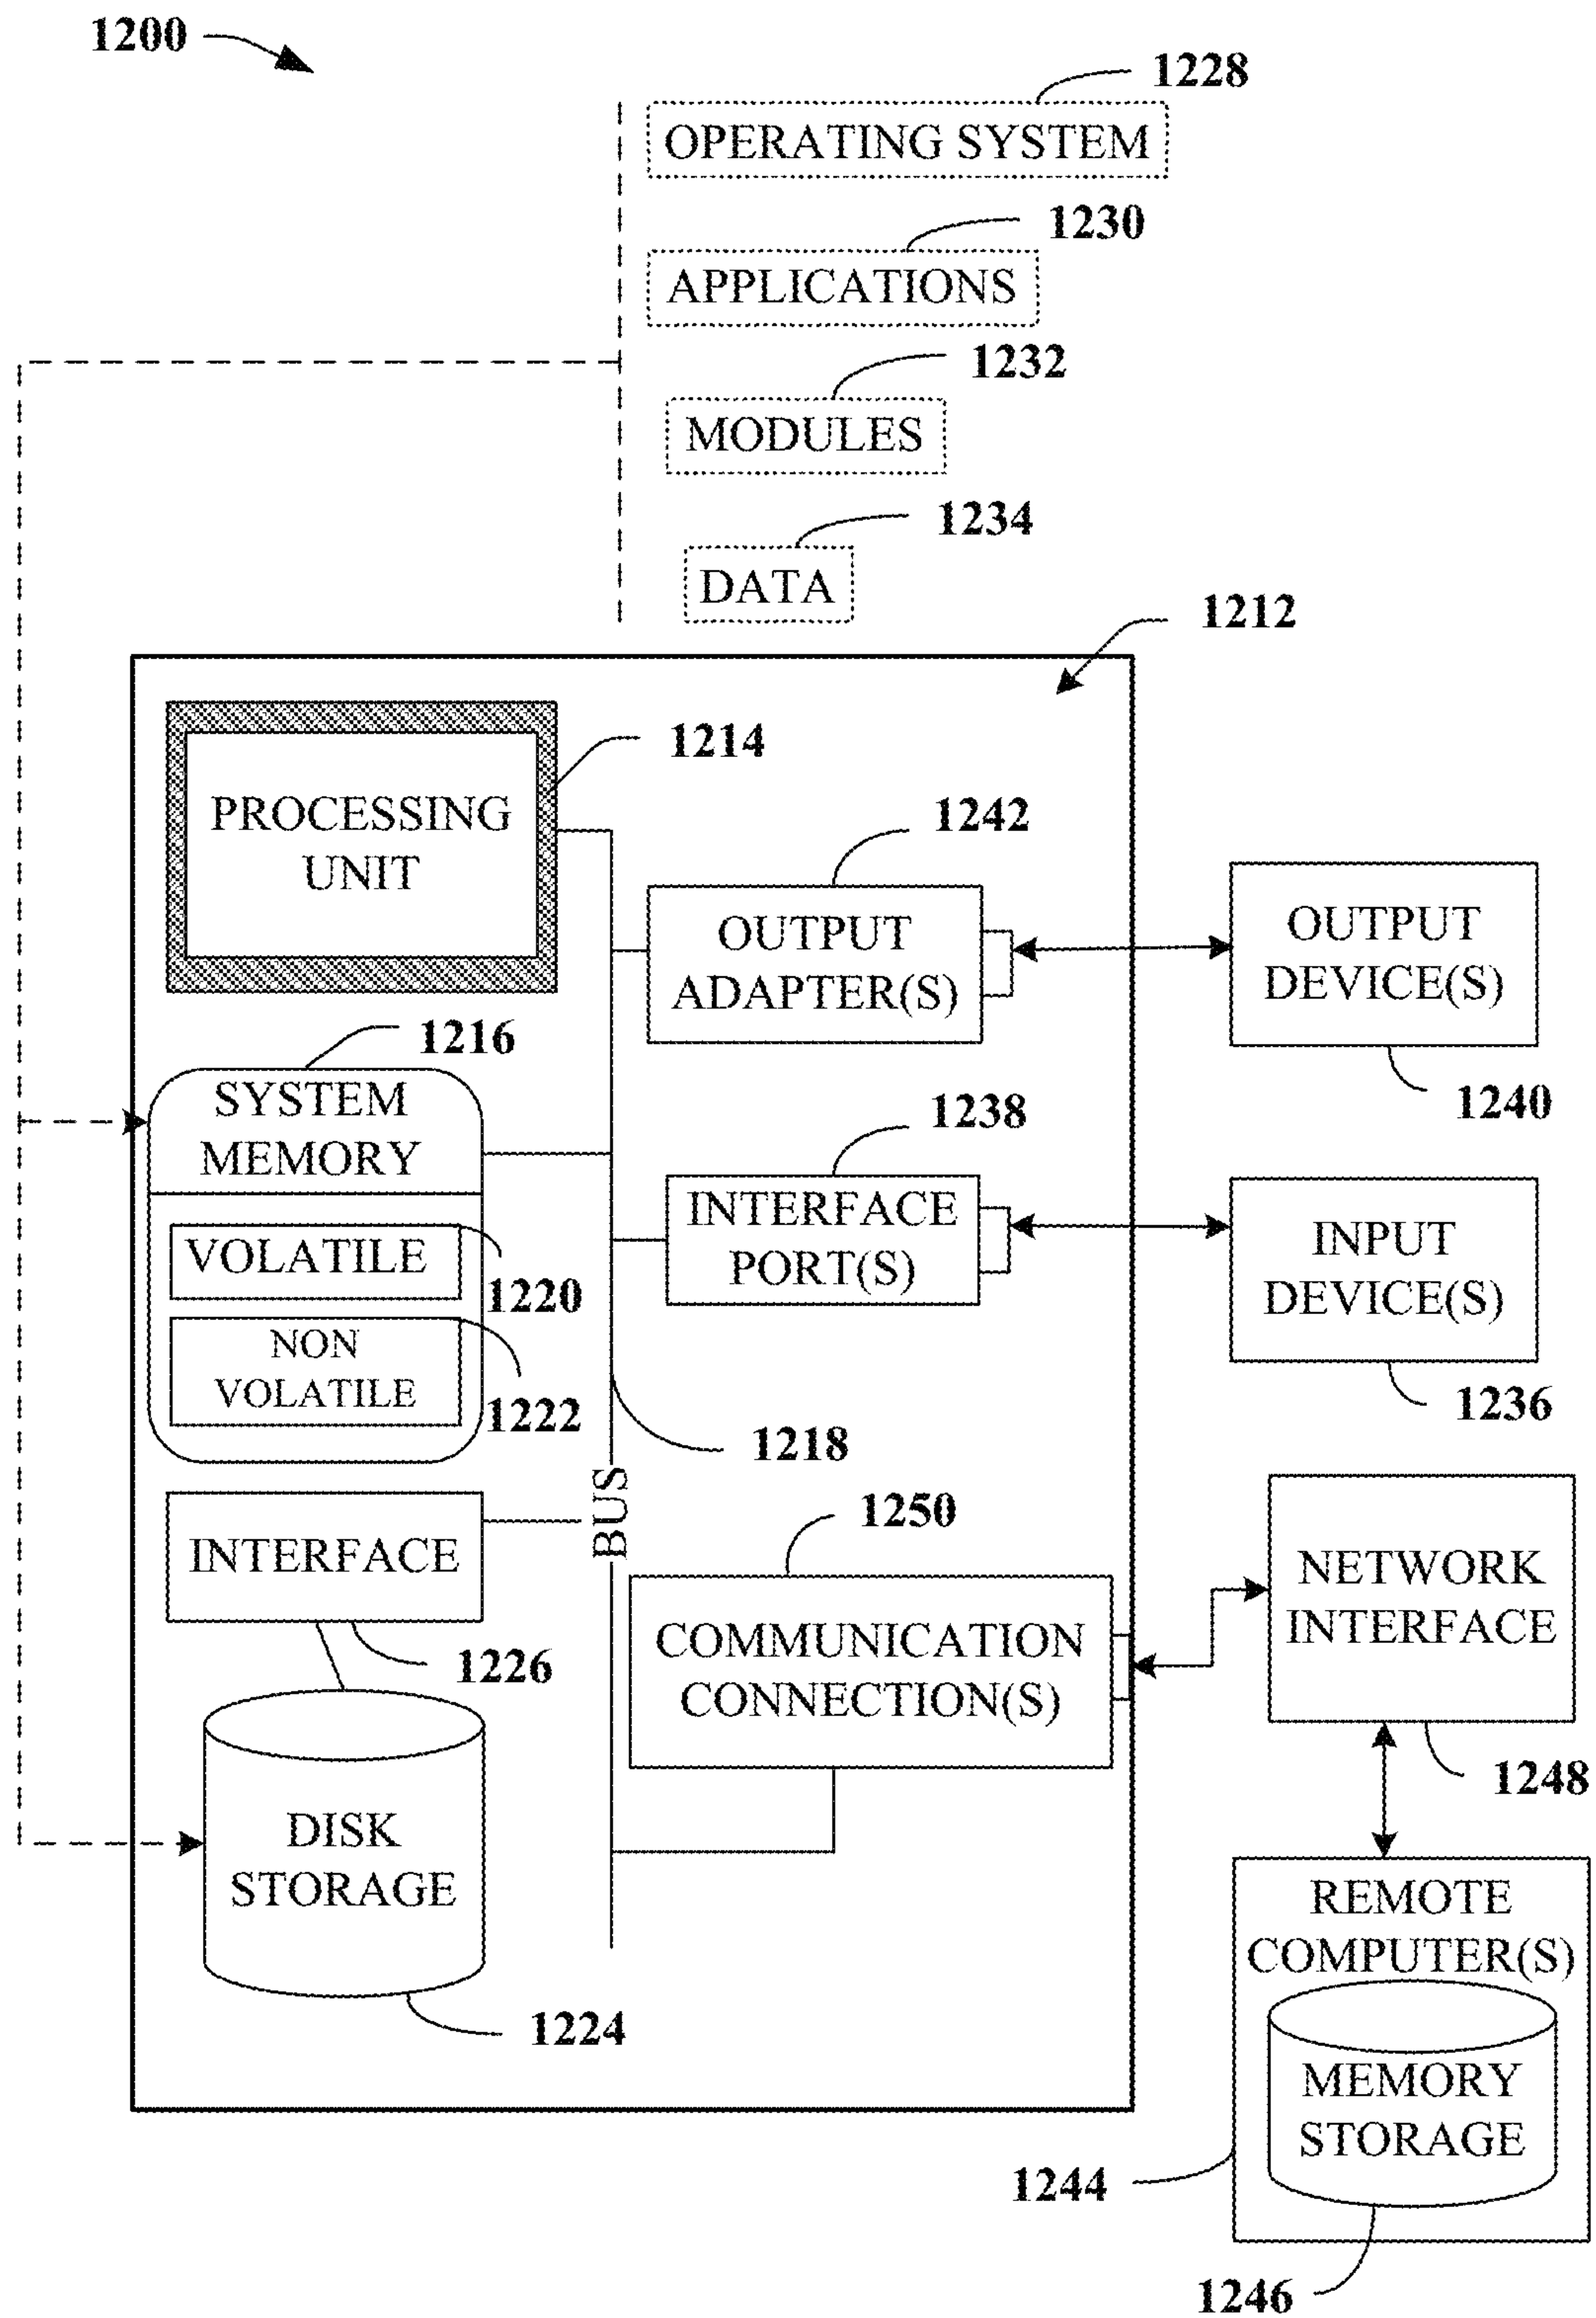 1200
1228
OPERATING SYSTEM
1230
APPLICATIONS
1232
MODULES
1234
DATA
1212
PROCESSING
UNIT
1214
1242
OUTPUT
ADAPTER(S)
OUTPUT
DEVICE(S)
1240
1216
SYSTEM
MEMORY
VOLATILE
1220
NON
VOLATILE
1222
1238
INTERFACE
PORT(S)
INPUT
DEVICE(S)
1236
1218
BUS
INTERFACE
1226
1250
COMMUNICATION
CONNECTION(S)
NETWORK
INTERFACE
1248
DISK
STORAGE
1224
REMOTE
COMPUTER(S)
MEMORY
STORAGE
1244
1246